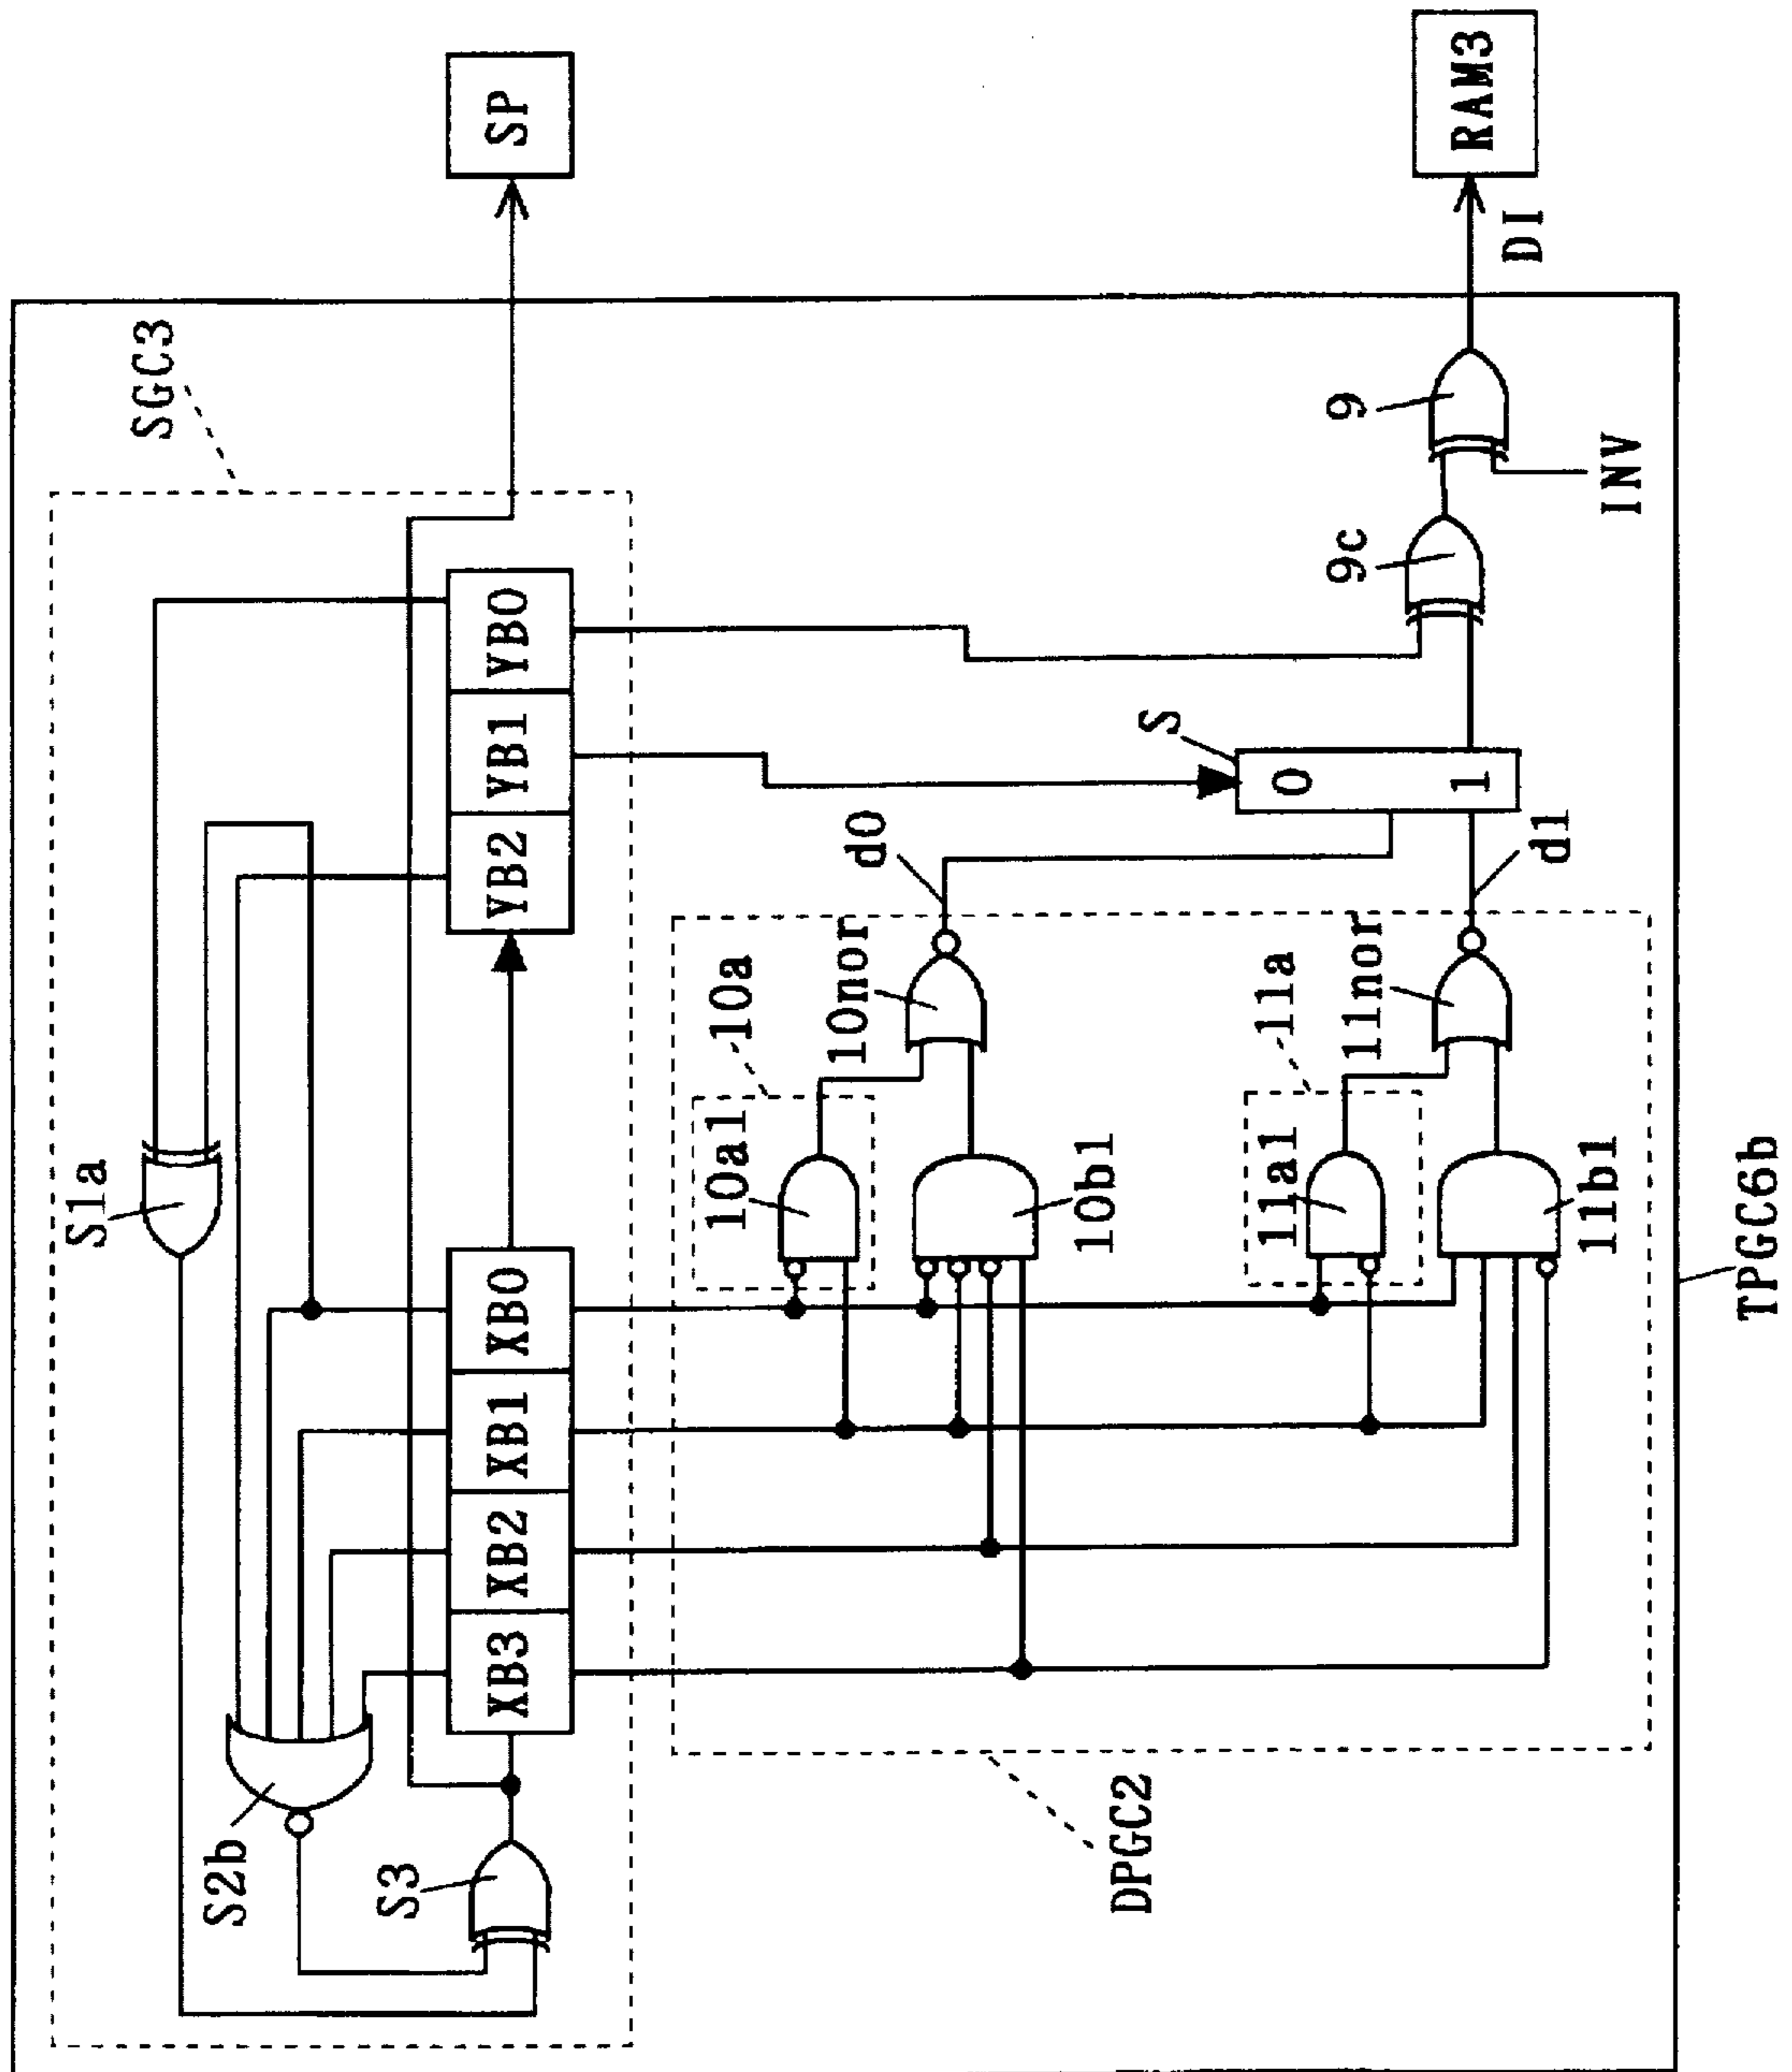 SGC3
S1a
S2b
S3
XB3
XB2
XB1
XB0
YB2
YB1
YB0
SP
DPGC2
10a
10a1
10nor
10b1
d0
11a
11a1
11nor
11b1
d1
S
0
1
9c
9
INV
DI
RAM3
TPGC6b